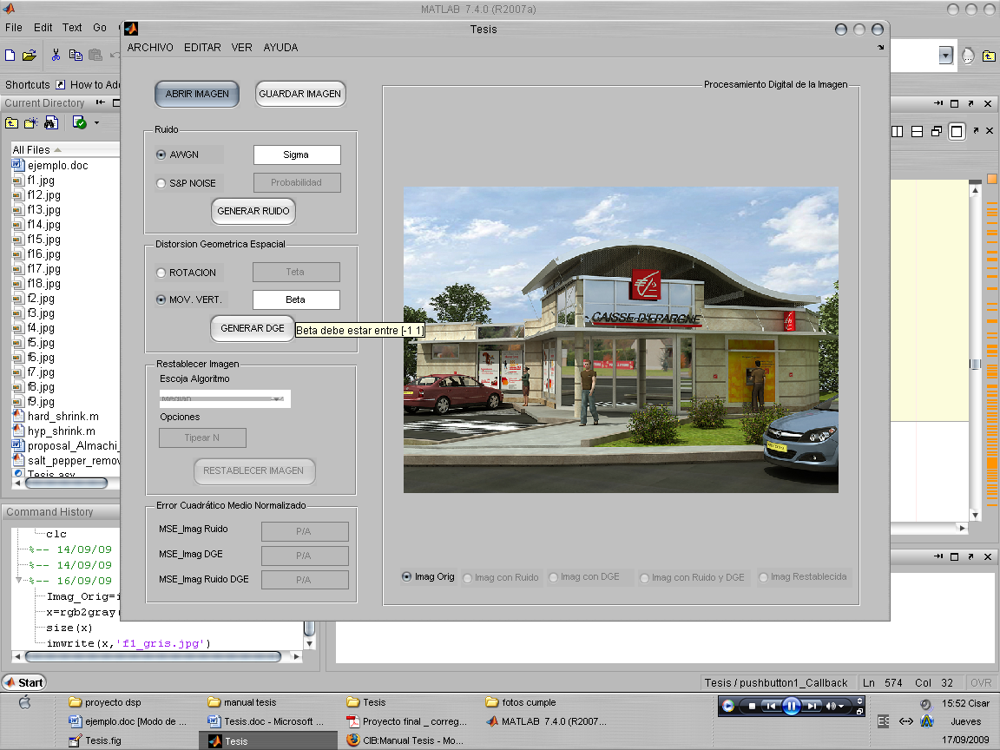 MATLAB 7.4.0 (R2007a)
File Edit Text Go
Tesis
ARCHIVO EDITAR VER AYUDA
Shortcuts How to Add
Current Directory
All Files
ejemplo.doc
f1.jpg
f12.jpg
f13.jpg
f14.jpg
f15.jpg
f16.jpg
f17.jpg
f18.jpg
f2.jpg
f3.jpg
f4.jpg
f5.jpg
f6.jpg
f7.jpg
f8.jpg
f9.jpg
hard_shrink.m
hyp_shrink.m
proposal_Almachi_
salt_pepper_remov
Tesis.asv
ABRIR IMAGEN GUARDAR IMAGEN
Ruido
AWGN Sigma
S&P NOISE Probabilidad
GENERAR RUIDO
Distorsion Geometrica Espacial
ROTACION Teta
MOV. VERT. Beta
GENERAR DGE
Beta debe estar entre [-1 1]
Restablecer Imagen
Escoja Algoritmo
Median
Opciones
Tipear N
RESTABLECER IMAGEN
Error Cuadrático Medio Normalizado
MSE_Imag Ruido P/A
MSE_Imag DGE P/A
MSE_Imag Ruido DGE P/A
Procesamiento Digital de la Imagen
CAISSE D'EPARGNE
Imag Orig Imag con Ruido Imag con DGE Imag con Ruido y DGE Imag Restablecida
Command History
clc
%-- 14/09/09
%-- 14/09/09
%-- 16/09/09
Imag_Orig=i
x=rgb2gray(
size(x)
imwrite(x,'f1_gris.jpg')
Start
Tesis / pushbutton1_Callback Ln 574 Col 32 OVR
proyecto dsp manual tesis Tesis fotos cumple
ejemplo.doc [Modo de ... Tesis.doc - Microsoft ... Proyecto final _ correg... MATLAB 7.4.0 (R2007...
Tesis.fig Tesis CIB:Manual Tesis - Mo...
ES
15:52 Cisar
Jueves
17/09/2009